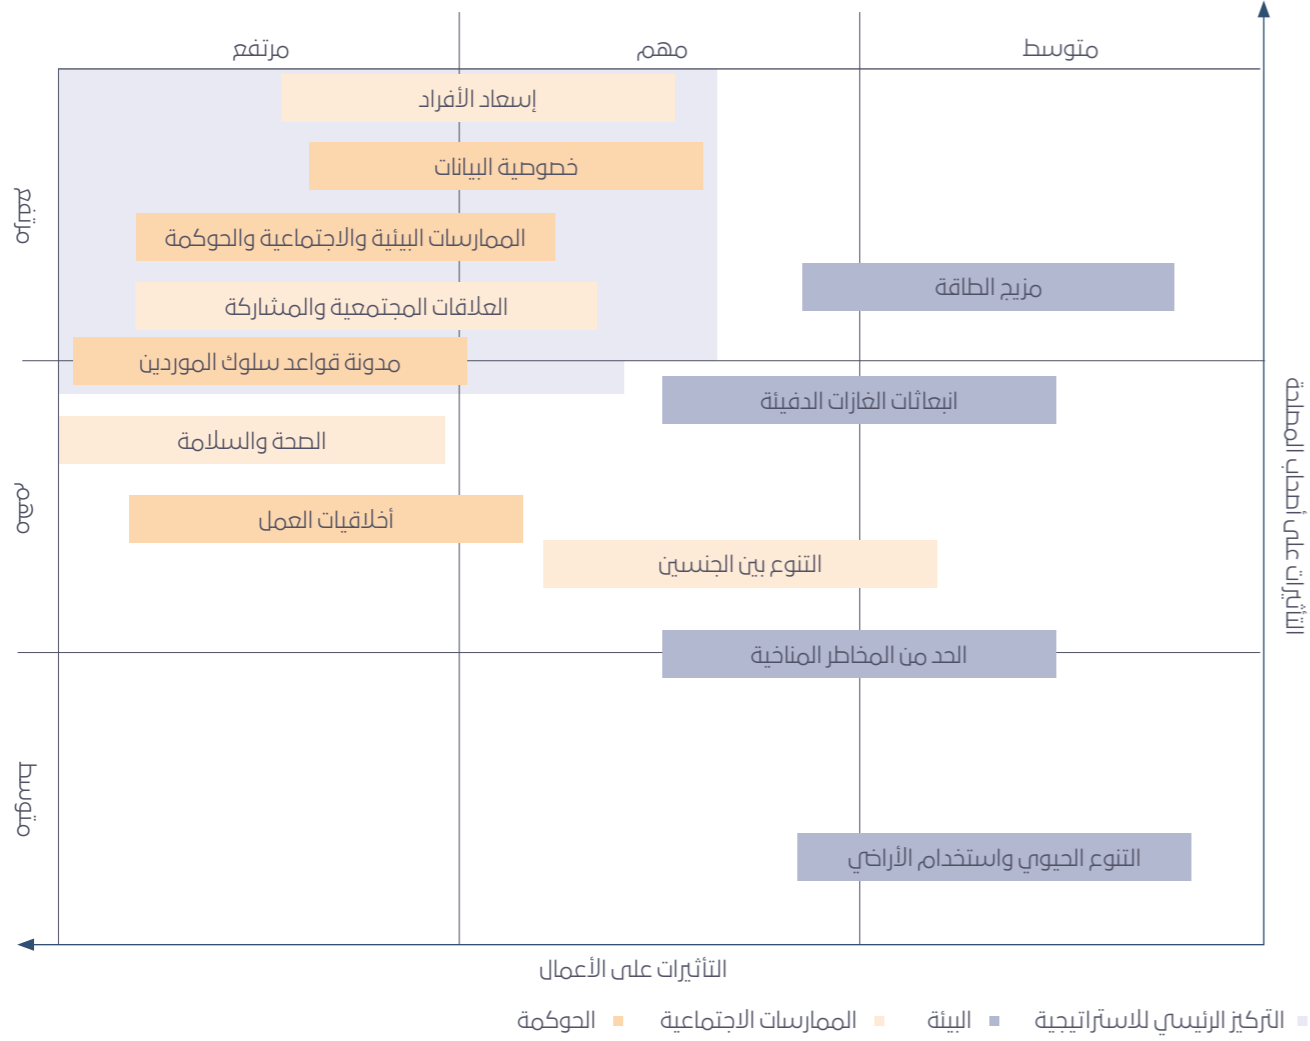 متوسط
مهم
مرتفع
إسعاد الأفراد
خصوصية البيانات
مرتفع
الممارسات البيئية والاجتماعية والحوكمة
مزيج الطاقة
العلاقات المجتمعية والمشاركة
مدونة قواعد سلوك الموردين
انبعاثات الغازات الدفيئة
الصحة والسلامة
التأثيرات على أصحاب المصلحة
مهم
أخلاقيات العمل
التنوع بين الجنسين
الحد من المخاطر المناخية
متوسط
التنوع الحيوي واستخدام الأراضي
التأثيرات على الأعمال
التركيز الرئيسي للاستراتيجية
البيئة
الممارسات الاجتماعية
الحوكمة